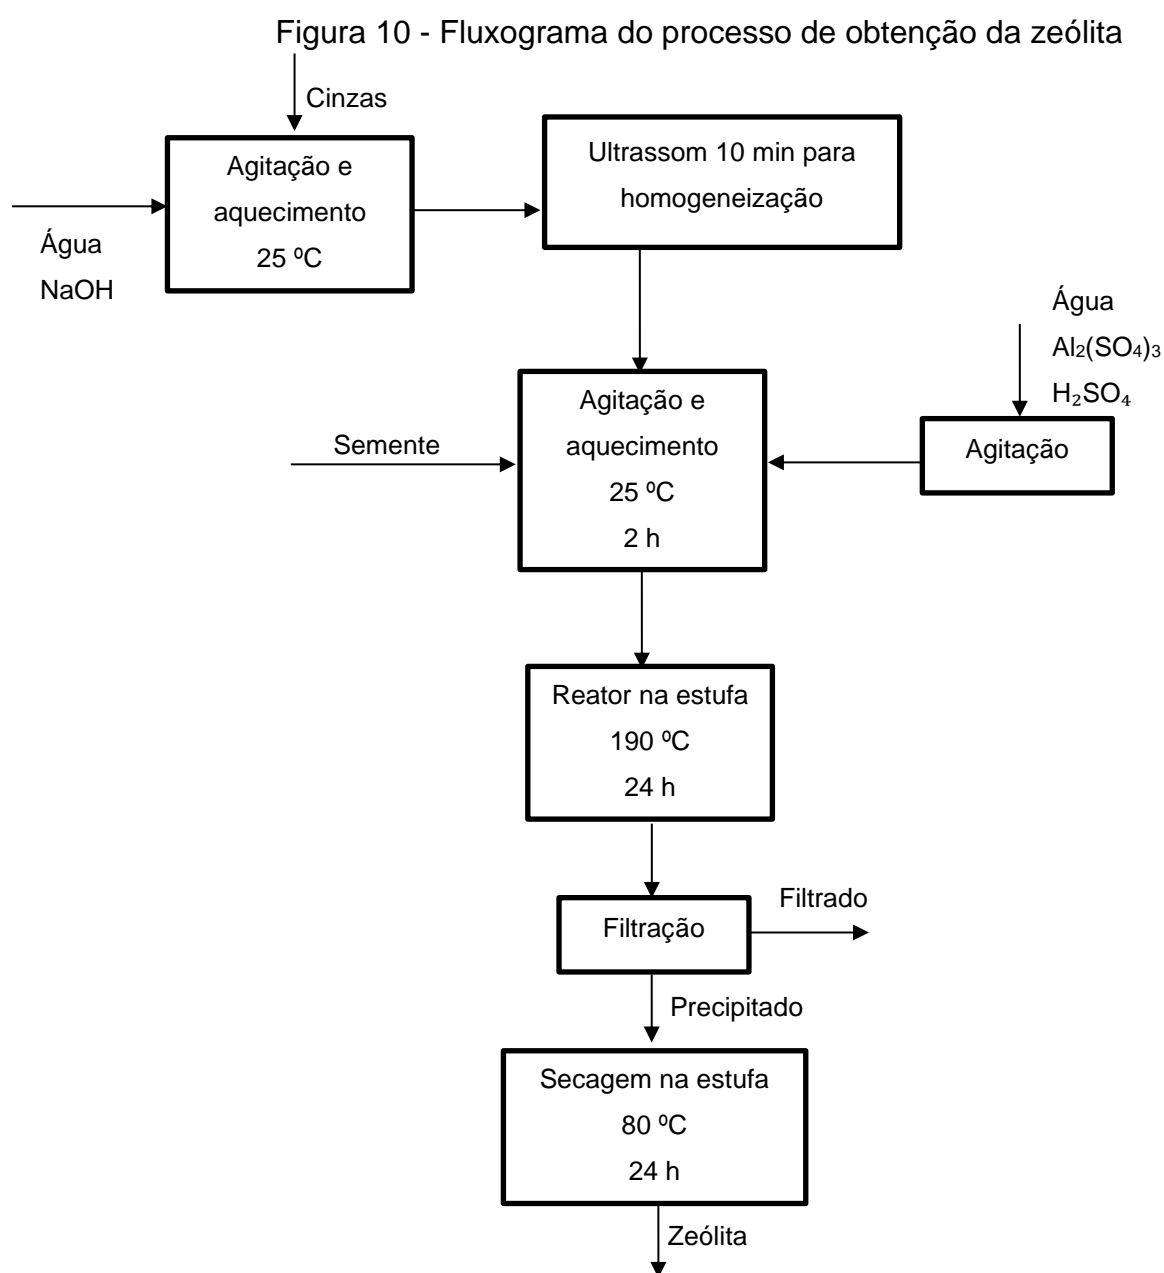 Figura 10 - Fluxograma do processo de obtenção da zeólita
Cinzas
Agitação e
aquecimento
25 ºC
Água
NaOH
Ultrassom 10 min para
homogeneização
Água
Al₂(SO₄)₃
H₂SO₄
Agitação
Semente
Agitação e
aquecimento
25 ºC
2 h
Reator na estufa
190 ºC
24 h
Filtração
Filtrado
Precipitado
Secagem na estufa
80 ºC
24 h
Zeólita